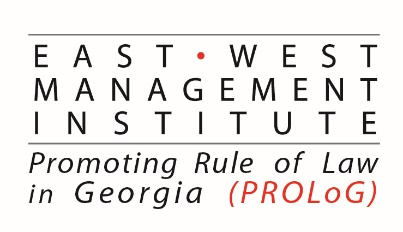 EAST • WEST
MANAGEMENT
INSTITUTE
Promoting Rule of Law
in Georgia (PROLoG)